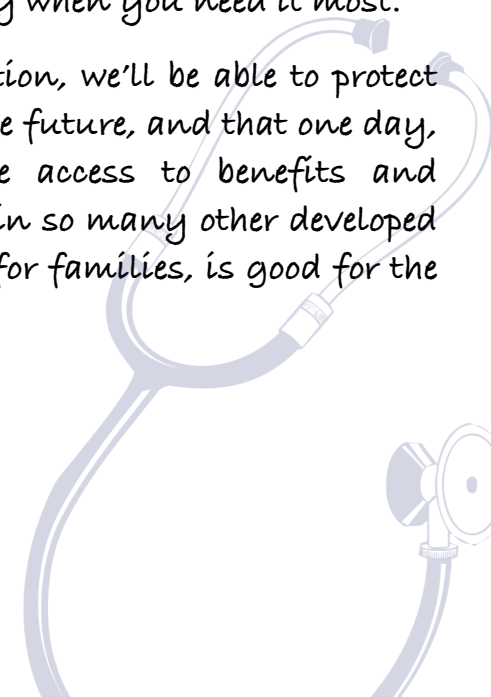 when you need it most.
tion, we'll be able to protect
e future, and that one day,
e access to benefits and
in so many other developed
for families, is good for the